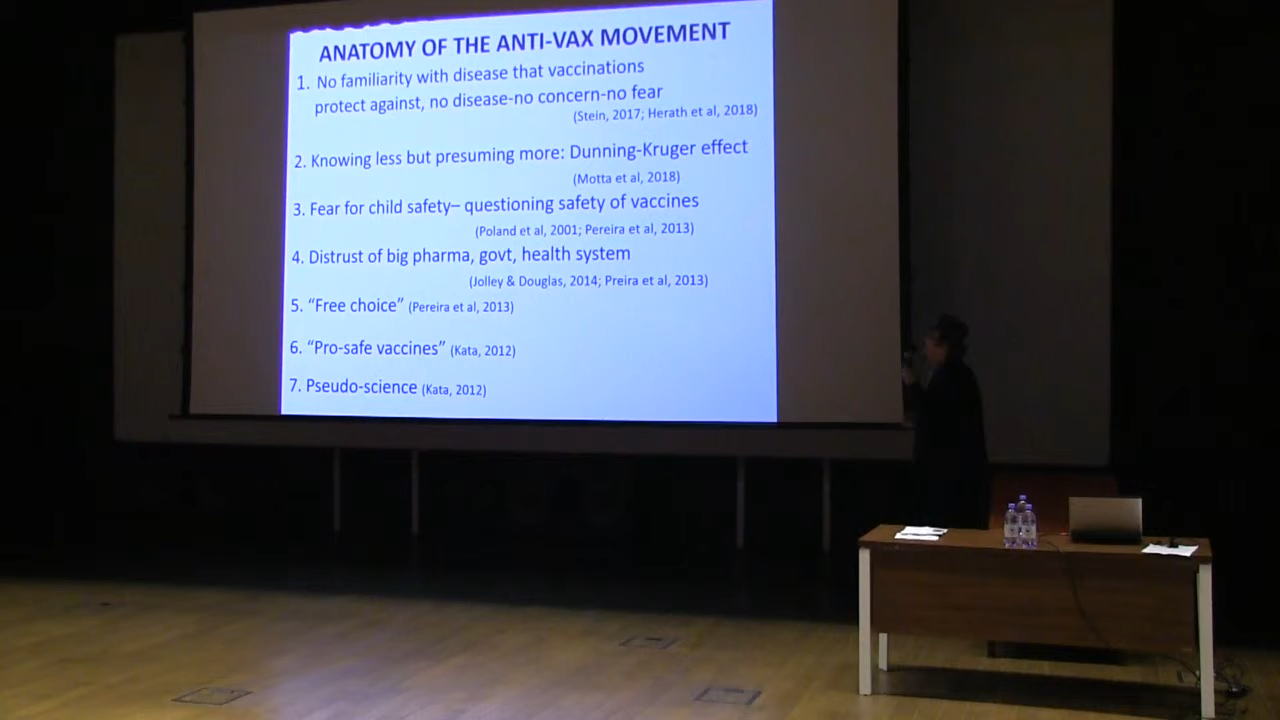 ANATOMY OF THE ANTI-VAX MOVEMENT
1. No familiarity with disease that vaccinations
protect against, no disease-no concern-no fear
(Stein, 2017; Herath et al, 2018)
2. Knowing less but presuming more: Dunning-Kruger effect
(Motta et al, 2018)
3. Fear for child safety– questioning safety of vaccines
(Poland et al, 2001; Pereira et al, 2013)
4. Distrust of big pharma, govt, health system
(Jolley & Douglas, 2014; Preira et al, 2013)
5. “Free choice” (Pereira et al, 2013)
6. “Pro-safe vaccines” (Kata, 2012)
7. Pseudo-science (Kata, 2012)